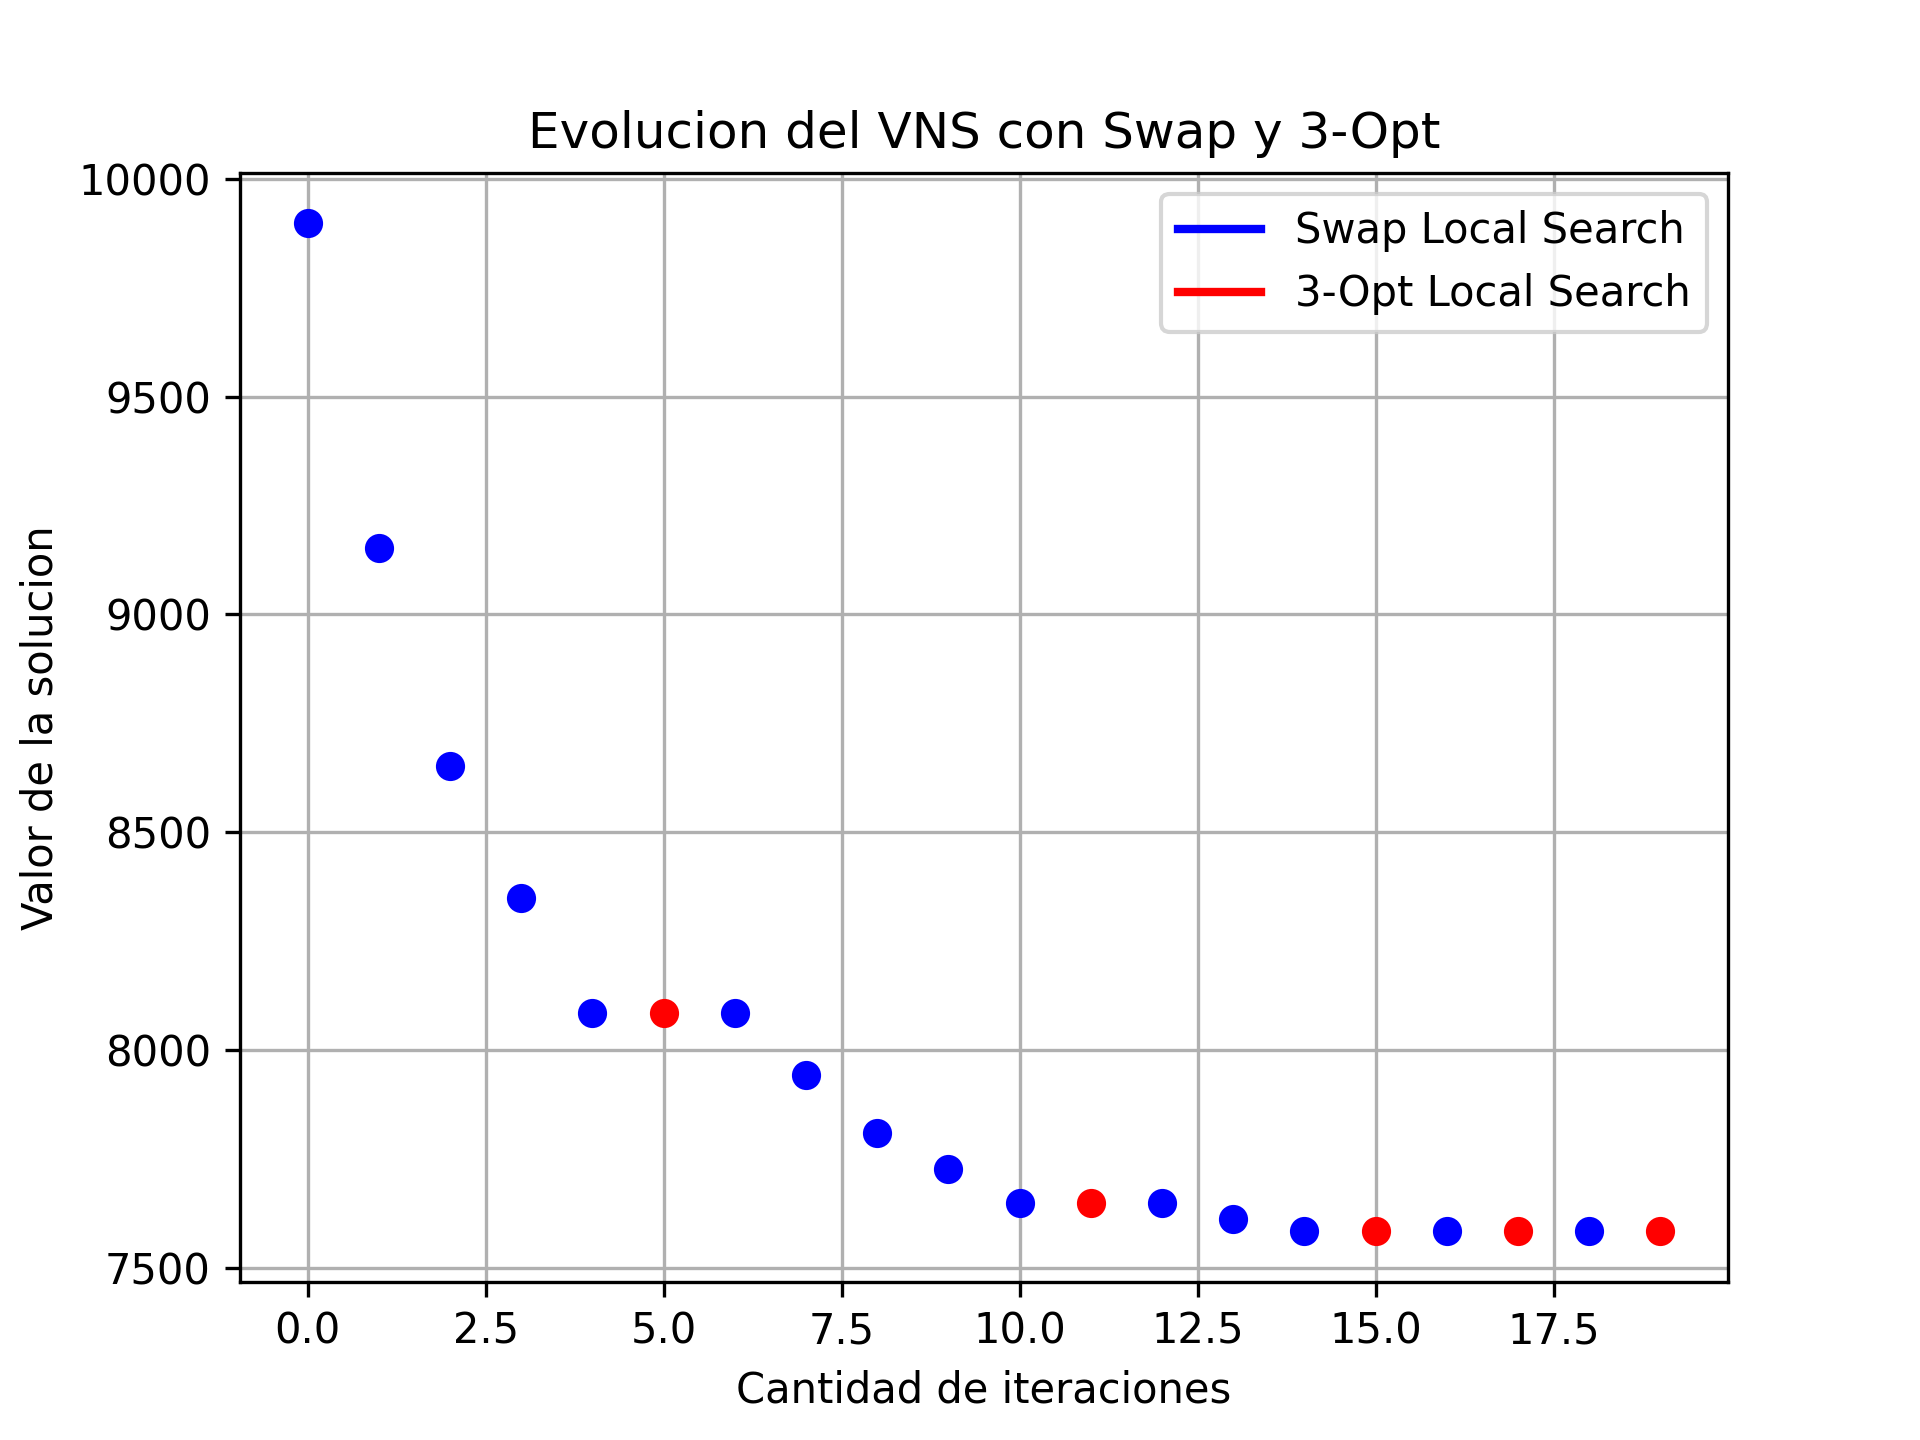 Evolucion del VNS con Swap y 3-Opt
10000
9500
9000
8500
8000
7500
Valor de la solucion
Swap Local Search
3-Opt Local Search
0.0 2.5 5.0 7.5 10.0 12.5 15.0 17.5
Cantidad de iteraciones